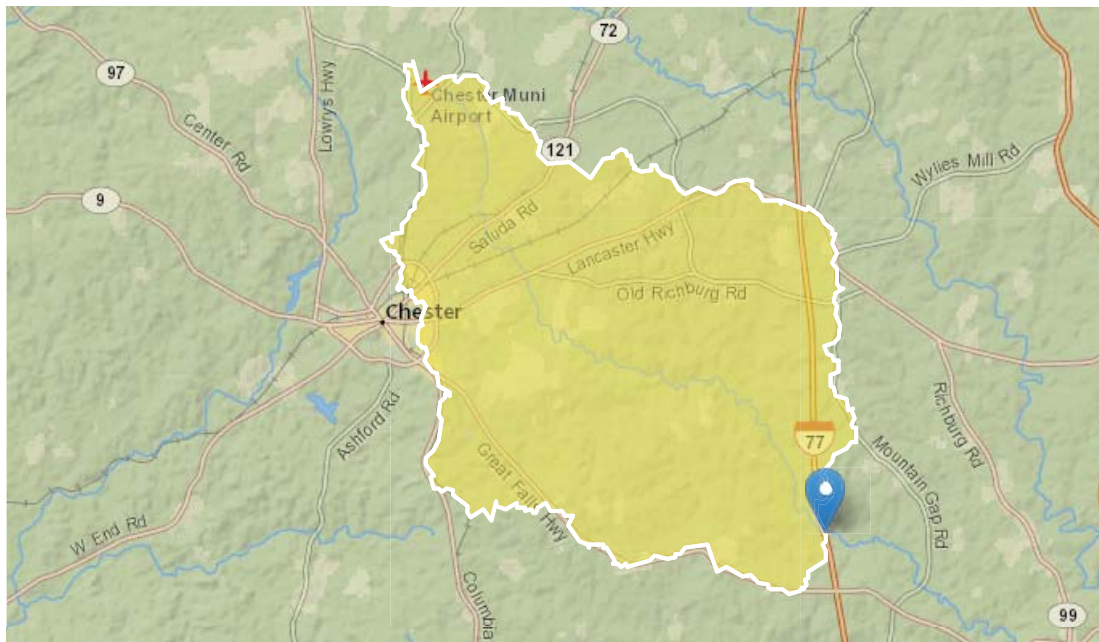 72
97
Lowrys Hwy
Chester Muni
Airport
Center Rd
121
Wylies Mill Rd
9
Saluda Rd
Lancaster Hwy
Old Richburg Rd
Chester
Ashford Rd
Richburg Rd
77
Great Falls Hwy
Mountain Gap Rd
W End Rd
Columbia
99